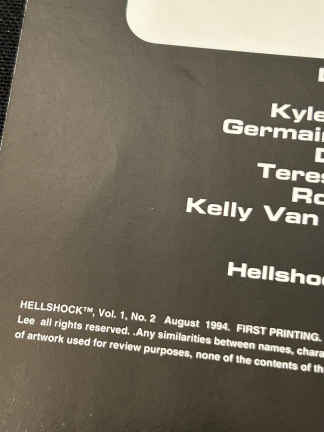 Kyle
Germain
Teres
Ro
Kelly Van
Hellshoc
HELLSHOCK™, Vol. 1, No. 2 August 1994. FIRST PRINTING.
Lee all rights reserved. .Any similarities between names, chara
of artwork used for review purposes, none of the contents of th